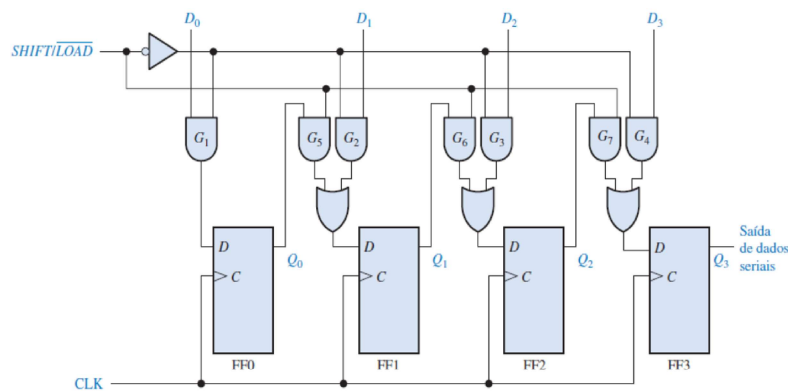 D0 D1 D2 D3
SHIFT/LOAD
G1 G5 G2 G6 G3 G7 G4
D D D D
Saída
de dados
seriais
Q0 Q1 Q2 Q3
C C C C
FF0 FF1 FF2 FF3
CLK